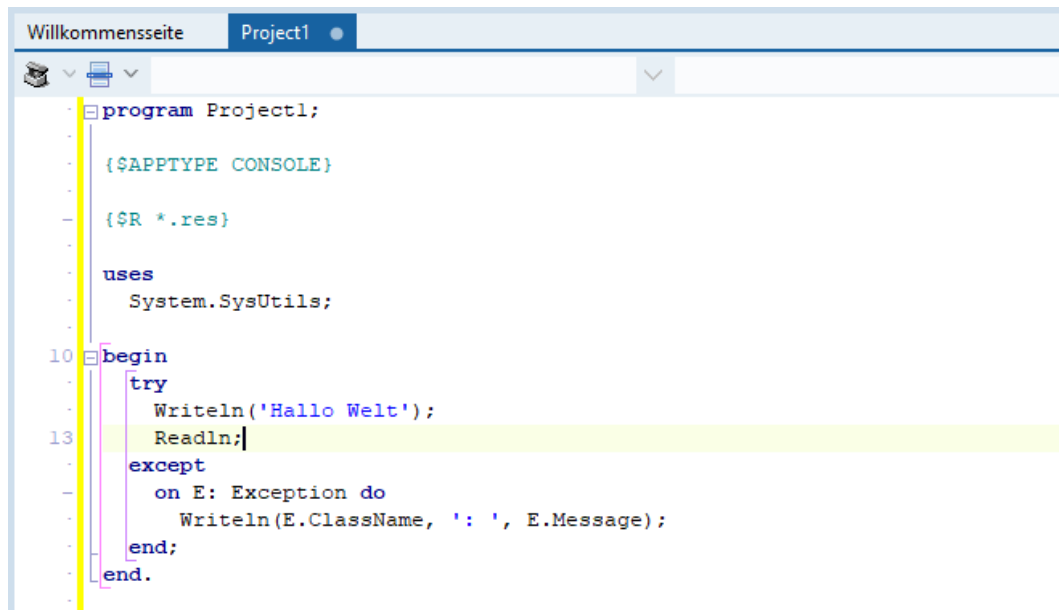 Willkommensseite Project1
program Project1;
{$APPTYPE CONSOLE}
{$R *.res}
uses
System.SysUtils;
10 begin
try
Writeln('Hallo Welt');
13 Readln;
except
on E: Exception do
Writeln(E.ClassName, ': ', E.Message);
end;
end.